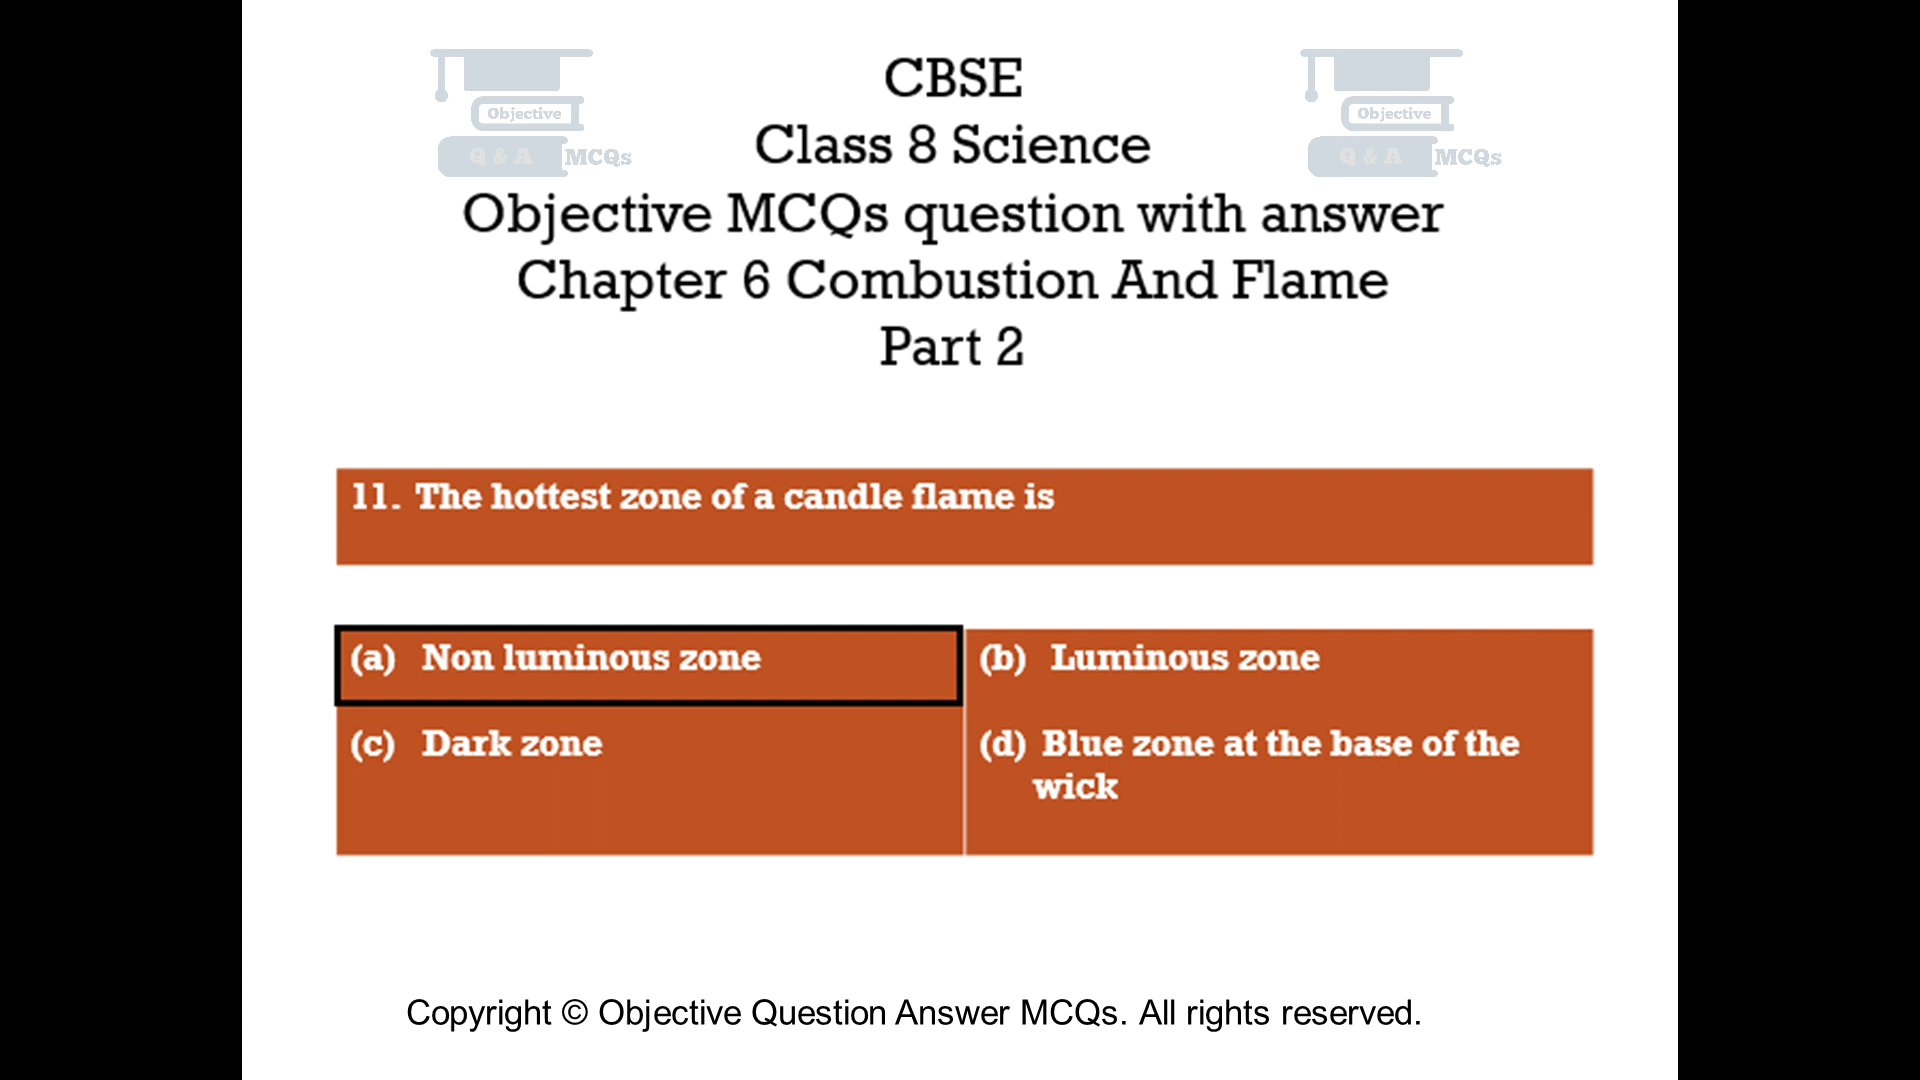 Objective
Q & A MCQs
Objective
Q & A MCQs
CBSE
Class 8 Science
Objective MCQs question with answer
Chapter 6 Combustion And Flame
Part 2
11. The hottest zone of a candle flame is
(a) Non luminous zone
(b) Luminous zone
(c) Dark zone
(d) Blue zone at the base of the
wick
Copyright © Objective Question Answer MCQs. All rights reserved.